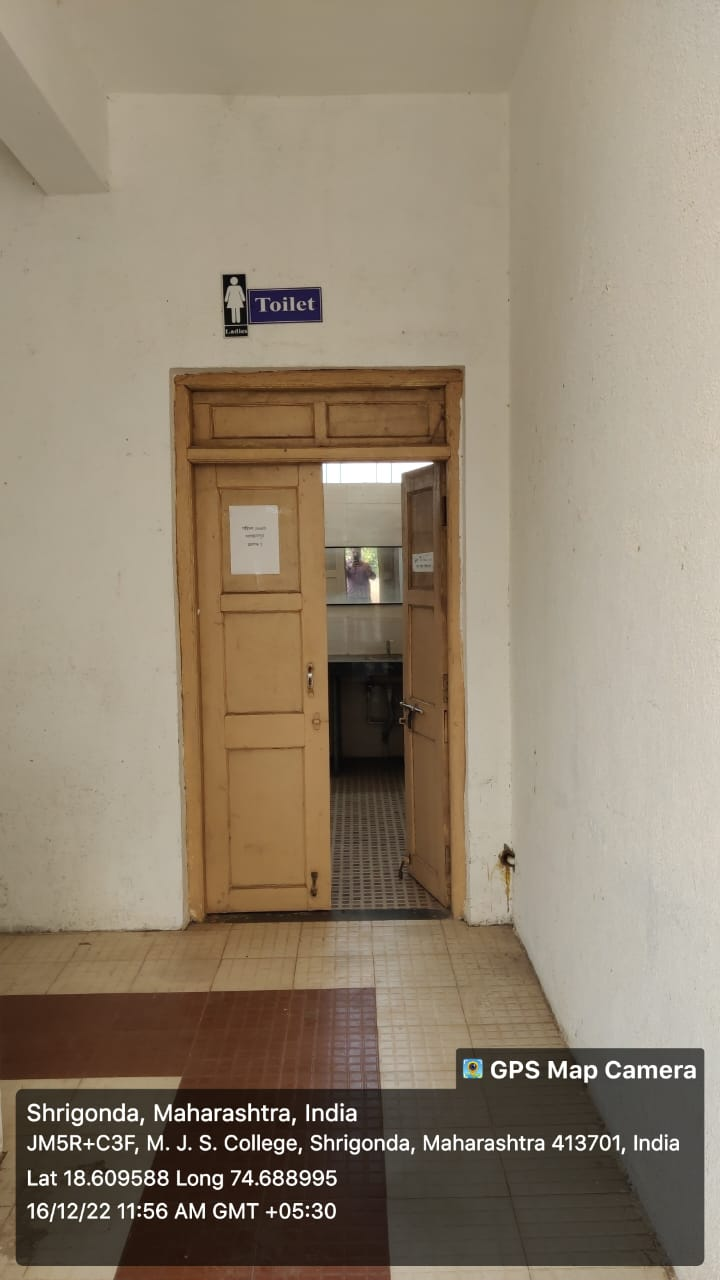 Toilet
Ladies
GPS Map Camera
Shrigonda, Maharashtra, India
JM5R+C3F, M. J. S. College, Shrigonda, Maharashtra 413701, India
Lat 18.609588 Long 74.688995
16/12/22 11:56 AM GMT +05:30